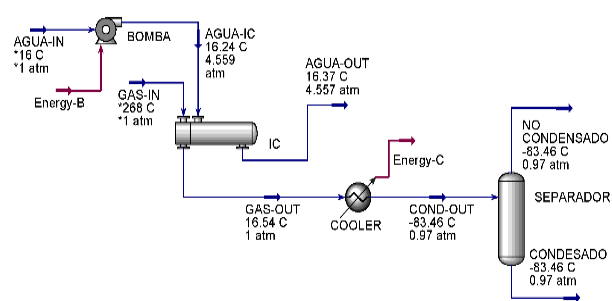 AGUA-IN
*16 C
*1 atm
BOMBA
AGUA-IC
16.24 C
4.559
atm
Energy-B
GAS-IN
*268 C
*1 atm
AGUA-OUT
16.37 C
4.557 atm
IC
Energy-C
NO
CONDENSADO
-83.46 C
0.97 atm
GAS-OUT
16.54 C
1 atm
COOLER
COND-OUT
-83.46 C
0.97 atm
SEPARADOR
CONDESADO
-83.46 C
0.97 atm